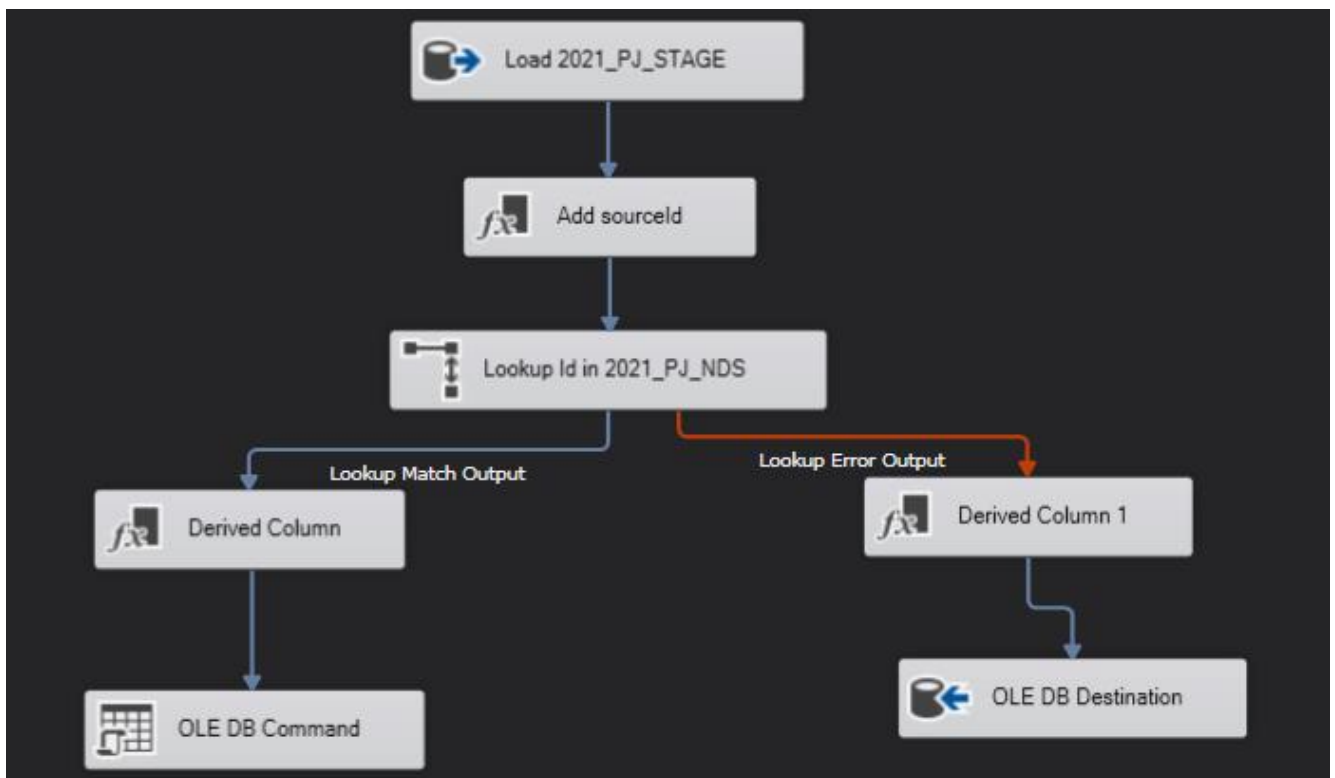 Load 2021_PJ_STAGE
Add sourceId
Lookup Id in 2021_PJ_NDS
Lookup Match Output
Lookup Error Output
Derived Column
Derived Column 1
OLE DB Command
OLE DB Destination